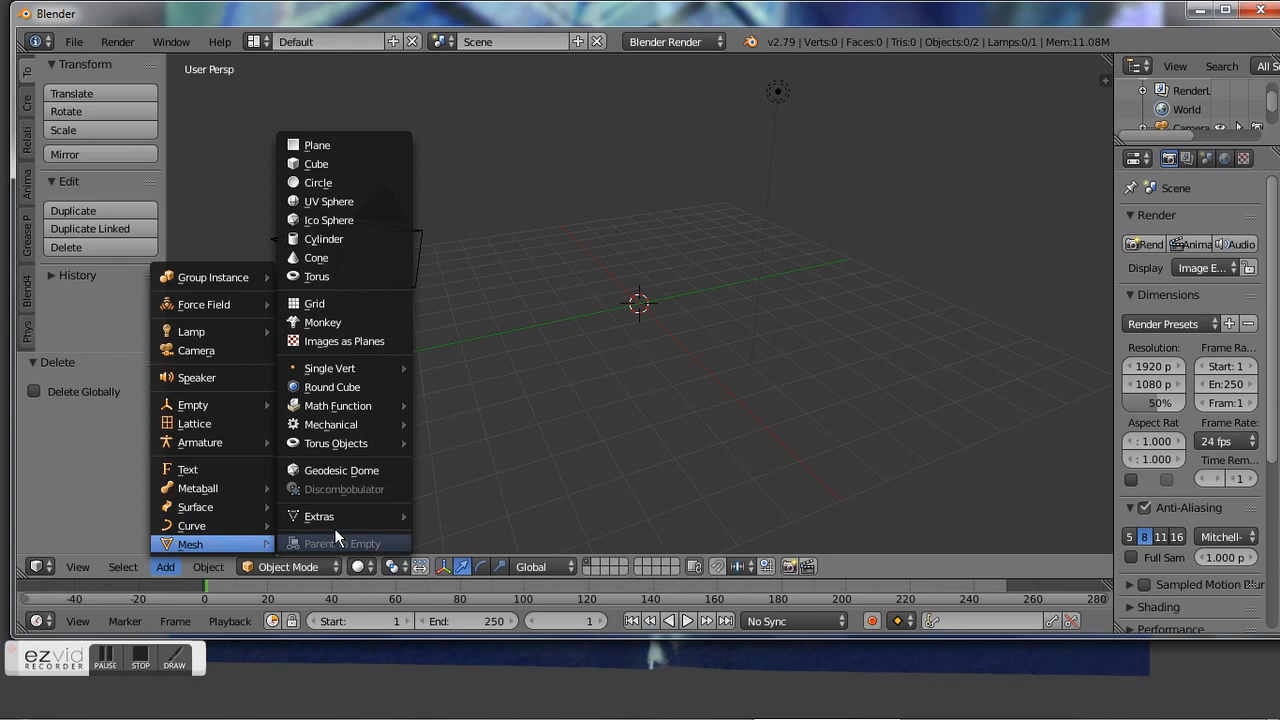 Blender
File Render Window Help Default Scene Blender Render v2.79 | Verts:0 | Faces:0 | Tris:0 | Objects:0/2 | Lamps:0/1 | Mem:11.08M
User Persp
Transform
Translate
Rotate
Scale
Mirror
Edit
Duplicate
Duplicate Linked
Delete
History
Delete
Delete Globally
To
Cre
Relati
Anima
Grease P
Blend4
Phys
Group Instance
Force Field
Lamp
Camera
Speaker
Empty
Lattice
Armature
Text
Metaball
Surface
Curve
Mesh
Plane
Cube
Circle
UV Sphere
Ico Sphere
Cylinder
Cone
Torus
Grid
Monkey
Images as Planes
Single Vert
Round Cube
Math Function
Mechanical
Torus Objects
Geodesic Dome
Discombobulator
Extras
Parent to Empty
View Select Add Object Object Mode Global
-40 -20 0 20 40 60 80 100 120 140 160 180 200 220 240 260 280
View Marker Frame Playback Start: 1 End: 250 1 No Sync
View Search All S
RenderL
World
Camera
Scene
Render
Rend Anima Audio
Display Image E...
Dimensions
Render Presets
Resolution: Frame Ra...
1920 p Start: 1
1080 p En:250
50% Fram:1
Aspect Rat Frame Rate:
: 1.000 24 fps
: 1.000 Time Rem...
1
Anti-Aliasing
5 8 11 16 Mitchell-
Full Sam 1.000 p
Sampled Motion Blur
Shading
Performance
ezvid
RECORDER
PAUSE STOP DRAW